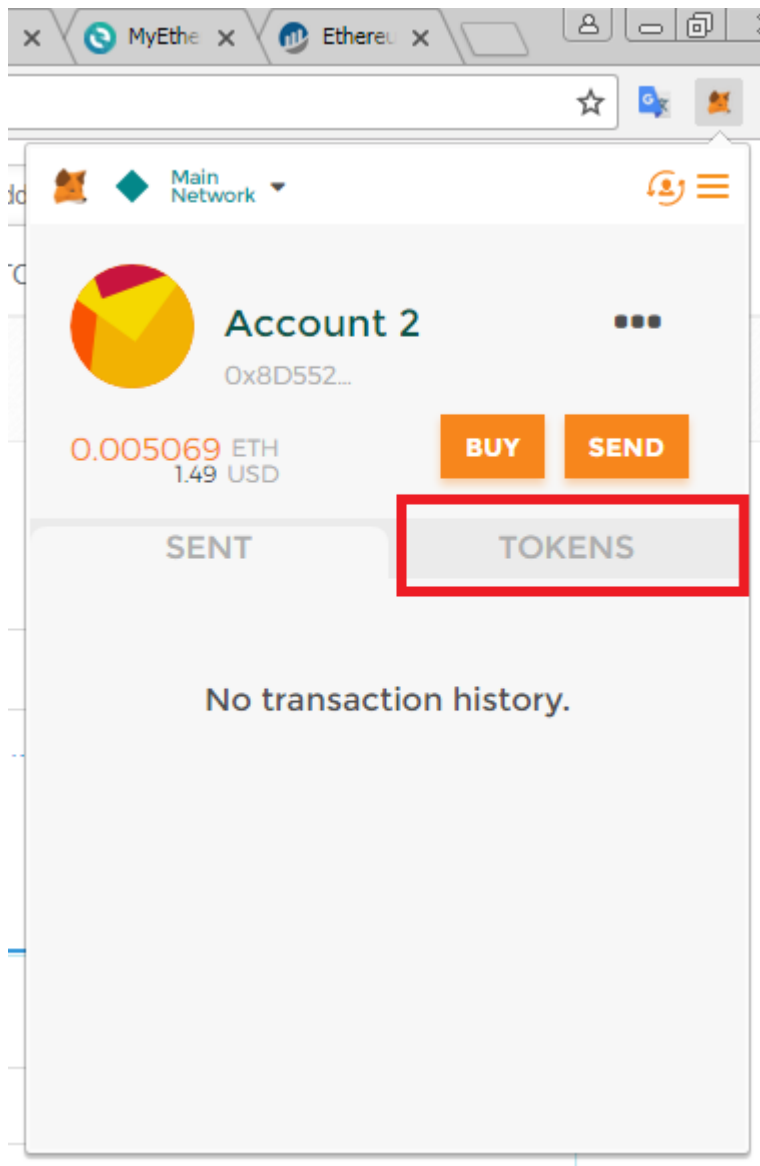 MyEthe
Ethereu
Main
Network
Account 2
0x8D552...
0.005069 ETH
1.49 USD
BUY
SEND
SENT
TOKENS
No transaction history.